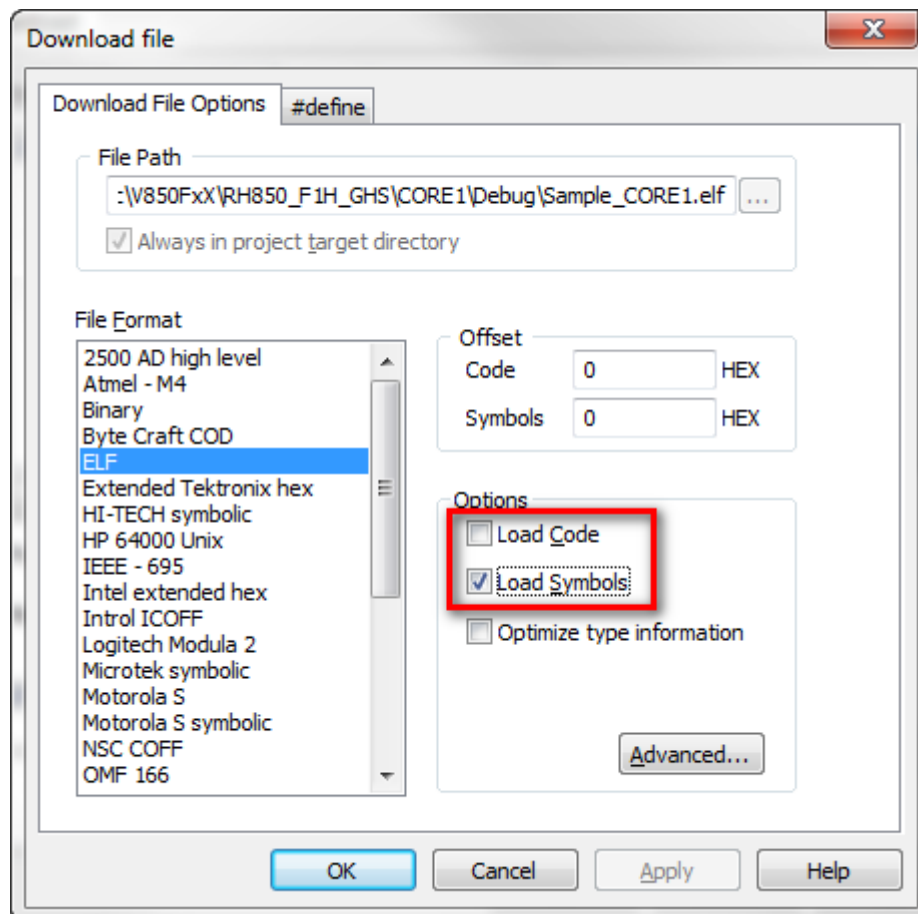 Download file
Download File Options
#define
File Path
:\V850FxX\RH850_F1H_GHS\CORE1\Debug\Sample_CORE1.elf
...
Always in project target directory
File Format
2500 AD high level
Atmel - M4
Binary
Byte Craft COD
ELF
Extended Tektronix hex
HI-TECH symbolic
HP 64000 Unix
IEEE - 695
Intel extended hex
Introl ICOFF
Logitech Modula 2
Microtek symbolic
Motorola S
Motorola S symbolic
NSC COFF
OMF 166
Offset
Code 0 HEX
Symbols 0 HEX
Options
Load Code
Load Symbols
Optimize type information
Advanced...
OK Cancel Apply Help